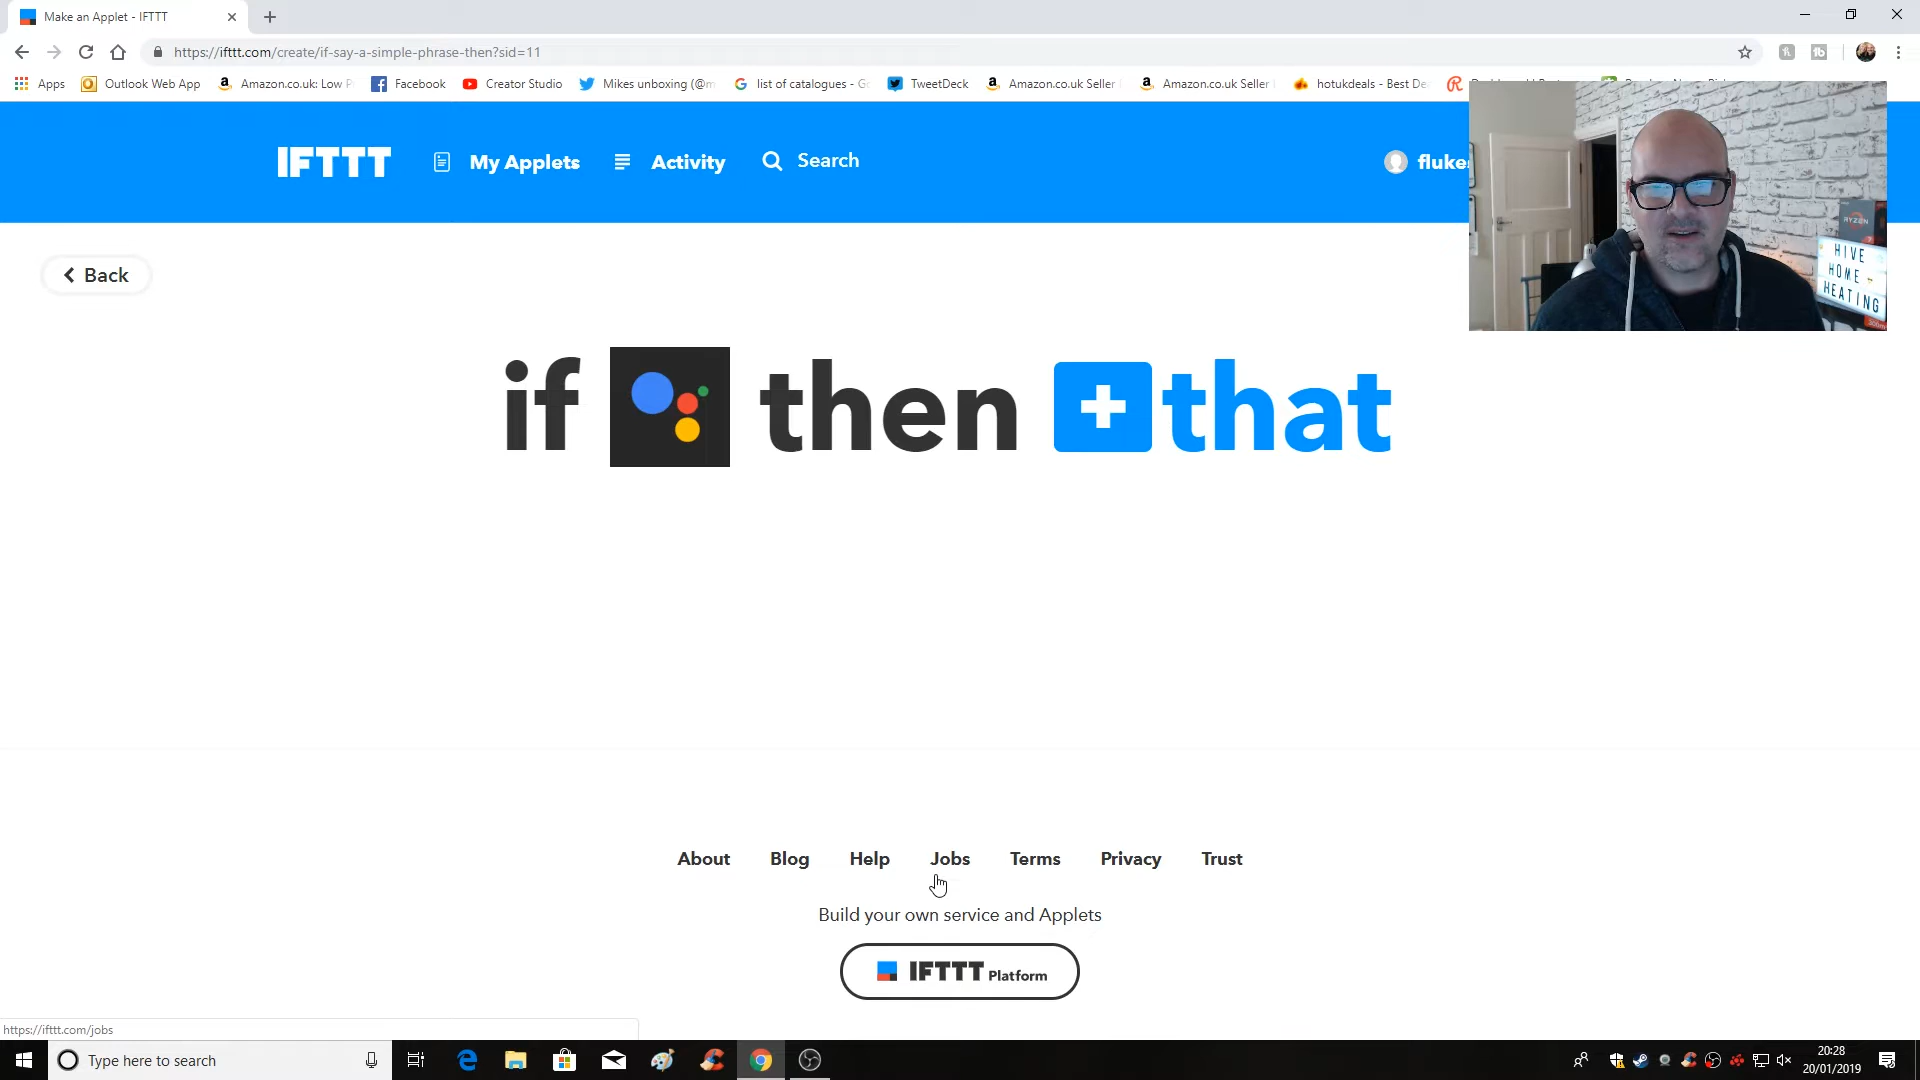 Make an Applet - IFTTT
https://ifttt.com/create/if-say-a-simple-phrase-then?sid=11
Apps Outlook Web App Amazon.co.uk: Low P Facebook Creator Studio Mikes unboxing (@m list of catalogues - G TweetDeck Amazon.co.uk Seller Amazon.co.uk Seller hotukdeals - Best De
IFTTT My Applets Activity Search fluke
RYZEN
HIVE
HOME
HEATING
Back
if then that
About Blog Help Jobs Terms Privacy Trust
Build your own service and Applets
IFTTT Platform
https://ifttt.com/jobs
Type here to search
20:28
20/01/2019